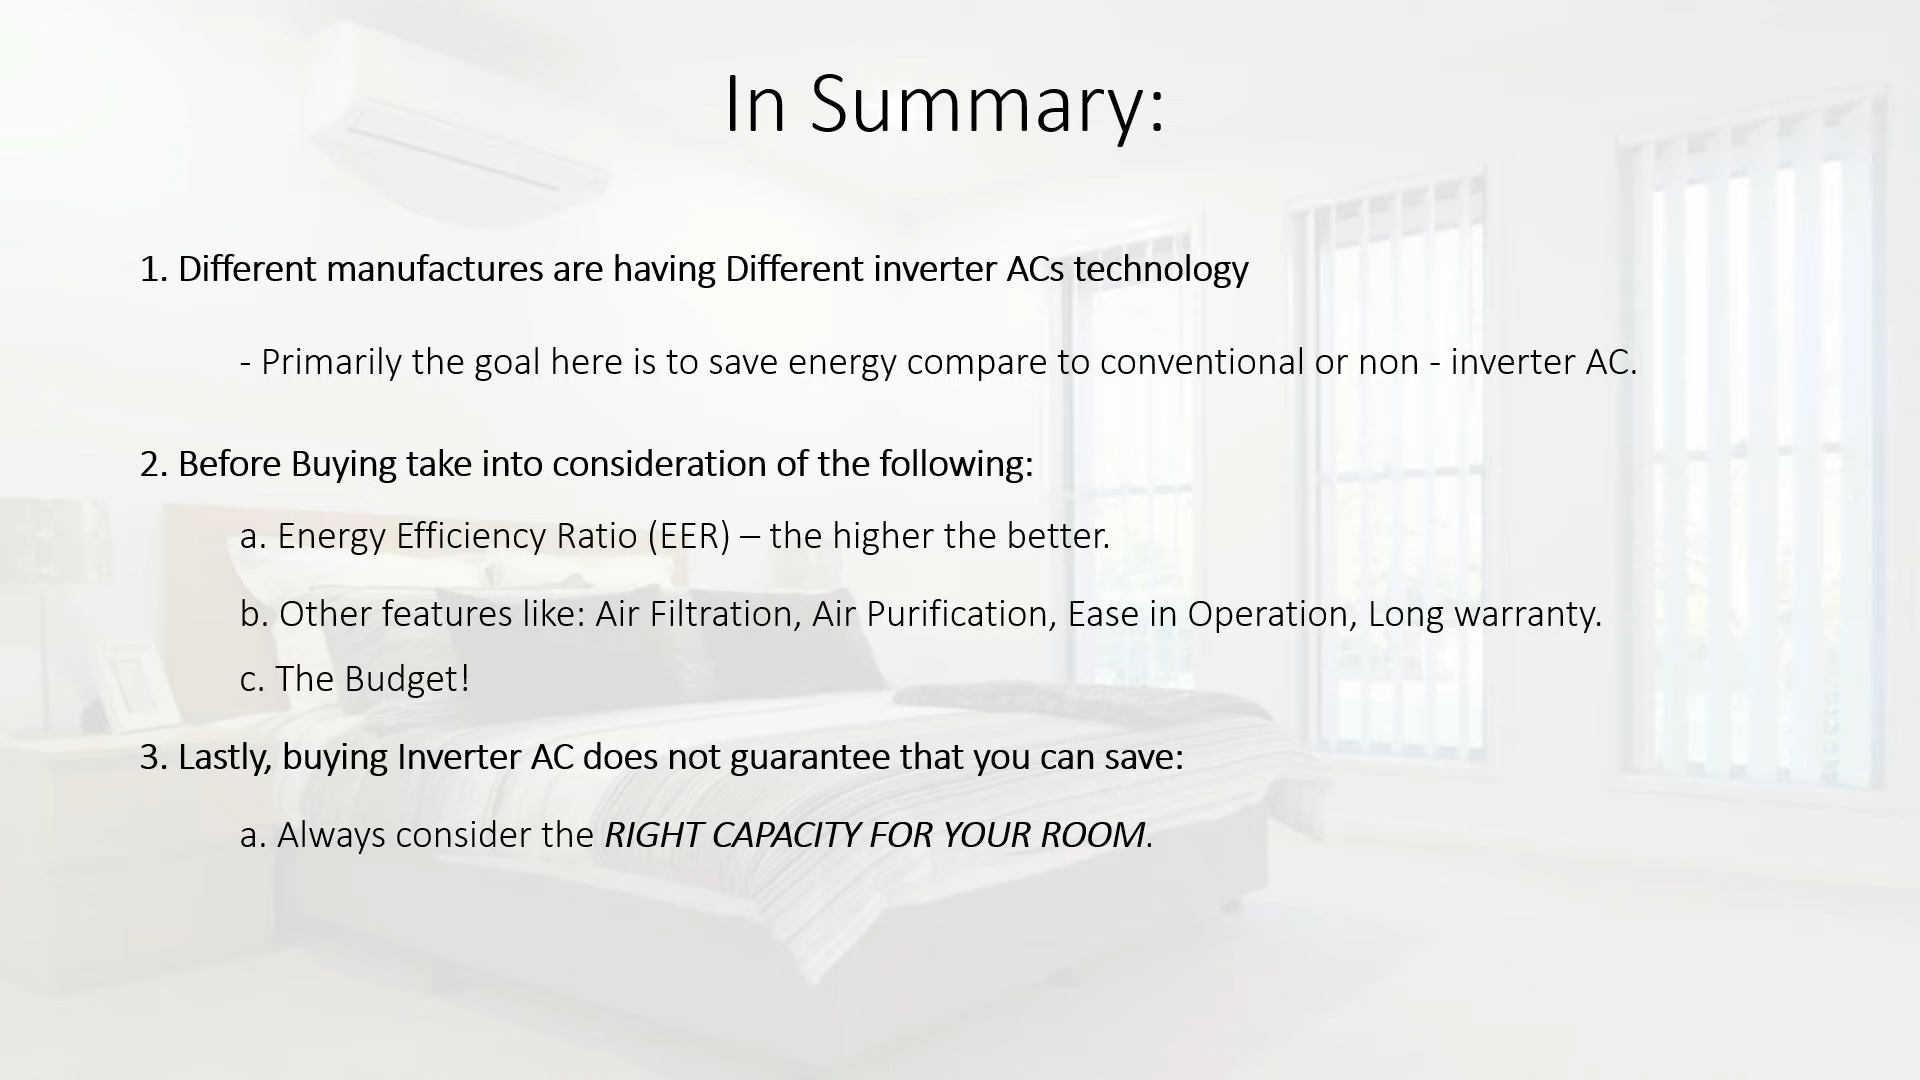 In Summary:
1. Different manufactures are having Different inverter ACs technology
- Primarily the goal here is to save energy compare to conventional or non - inverter AC.
2. Before Buying take into consideration of the following:
a. Energy Efficiency Ratio (EER) – the higher the better.
b. Other features like: Air Filtration, Air Purification, Ease in Operation, Long warranty.
c. The Budget!
3. Lastly, buying Inverter AC does not guarantee that you can save:
a. Always consider the RIGHT CAPACITY FOR YOUR ROOM.